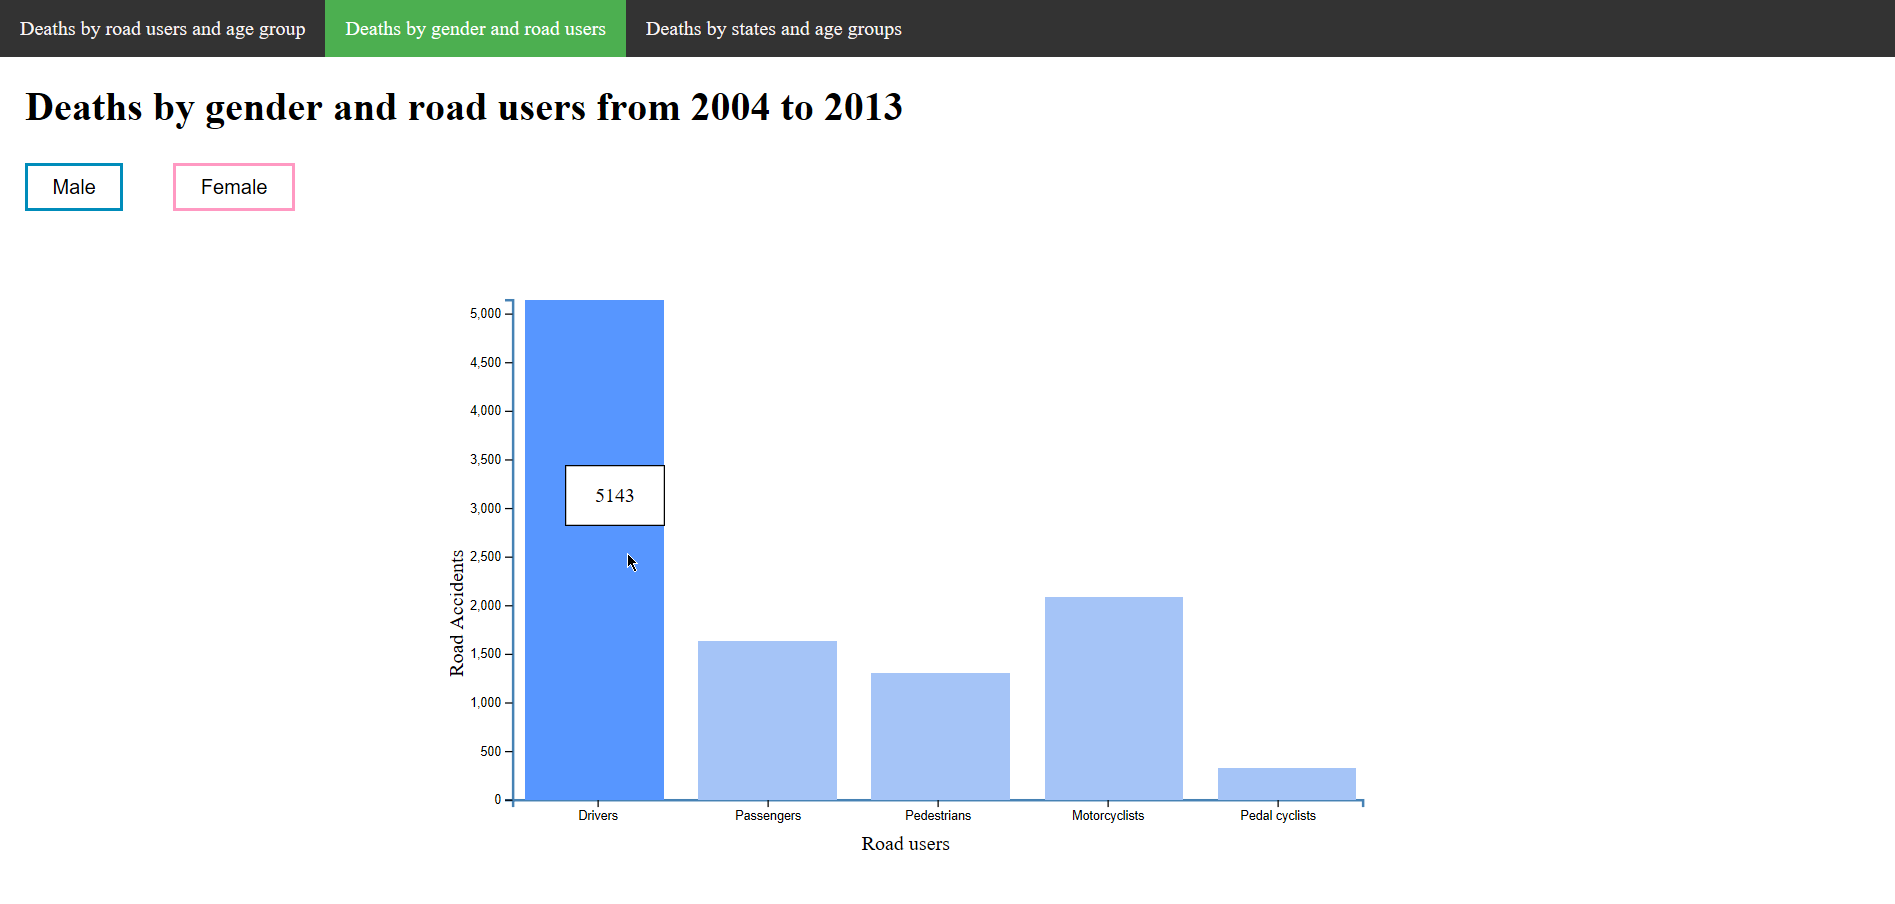 Deaths by road users and age group
Deaths by gender and road users
Deaths by states and age groups
Deaths by gender and road users from 2004 to 2013
Male
Female
5,000
4,500
4,000
3,500
3,000
2,500
2,000
1,500
1,000
500
0
Road Accidents
5143
Drivers
Passengers
Pedestrians
Motorcyclists
Pedal cyclists
Road users